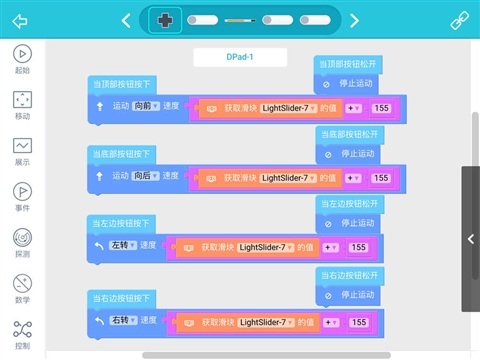 DPad-1
起始
移动
展示
事件
探测
数学
控制
当顶部按钮松开
停止运动
当顶部按钮按下
运动 向前 速度 获取滑块 LightSlider-7 的值 + 155
当底部按钮松开
停止运动
当底部按钮按下
运动 向后 速度 获取滑块 LightSlider-7 的值 + 155
当左边按钮松开
停止运动
当左边按钮按下
左转 速度 获取滑块 LightSlider-7 的值 + 155
当右边按钮松开
停止运动
当右边按钮按下
右转 速度 获取滑块 LightSlider-7 的值 + 155